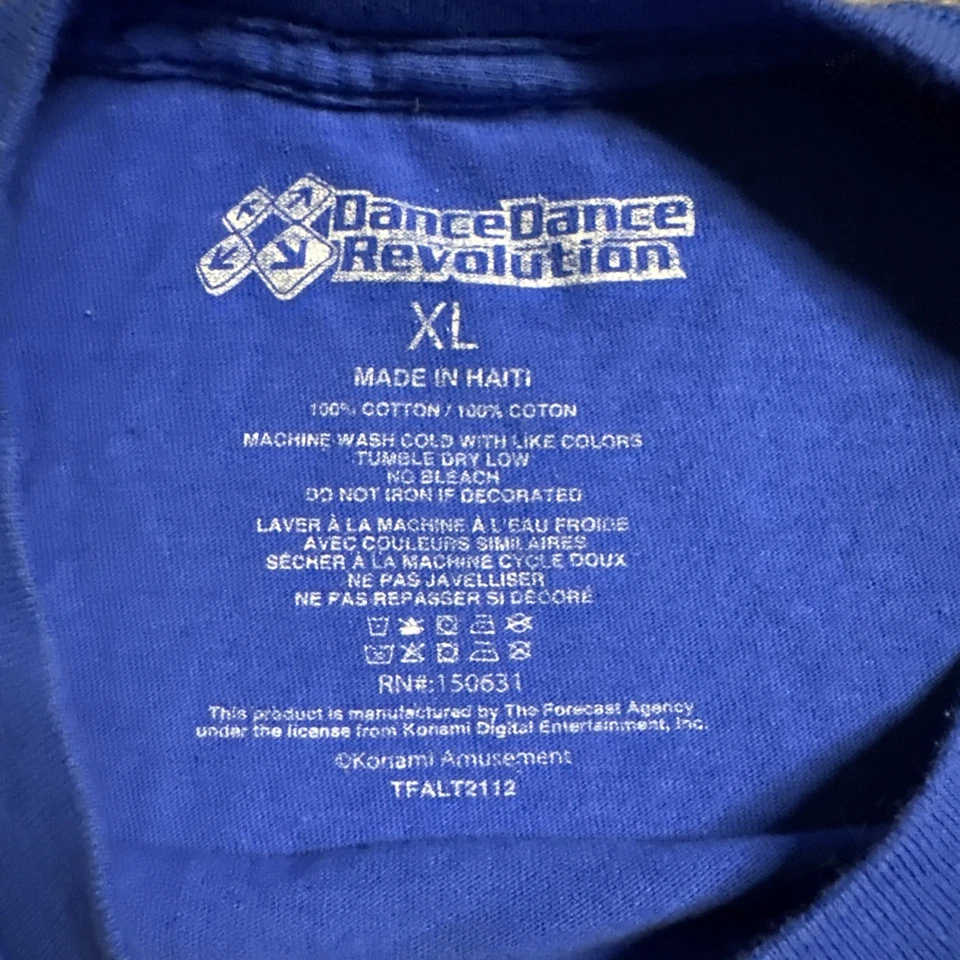 DanceDance
Revolution
XL
MADE IN HAITI
100% COTTON / 100% COTON
MACHINE WASH COLD WITH LIKE COLORS
TUMBLE DRY LOW
NO BLEACH
DO NOT IRON IF DECORATED
LAVER À LA MACHINE À L'EAU FROIDE
AVEC COULEURS SIMILAIRES
SÉCHER À LA MACHINE CYCLE DOUX
NE PAS JAVELLISER
NE PAS REPASSER SI DÉCORÉ
RN#:150631
This product is manufactured by The Forecast Agency
under the license from Konami Digital Entertainment, Inc.
©Konami Amusement
TFALT2112